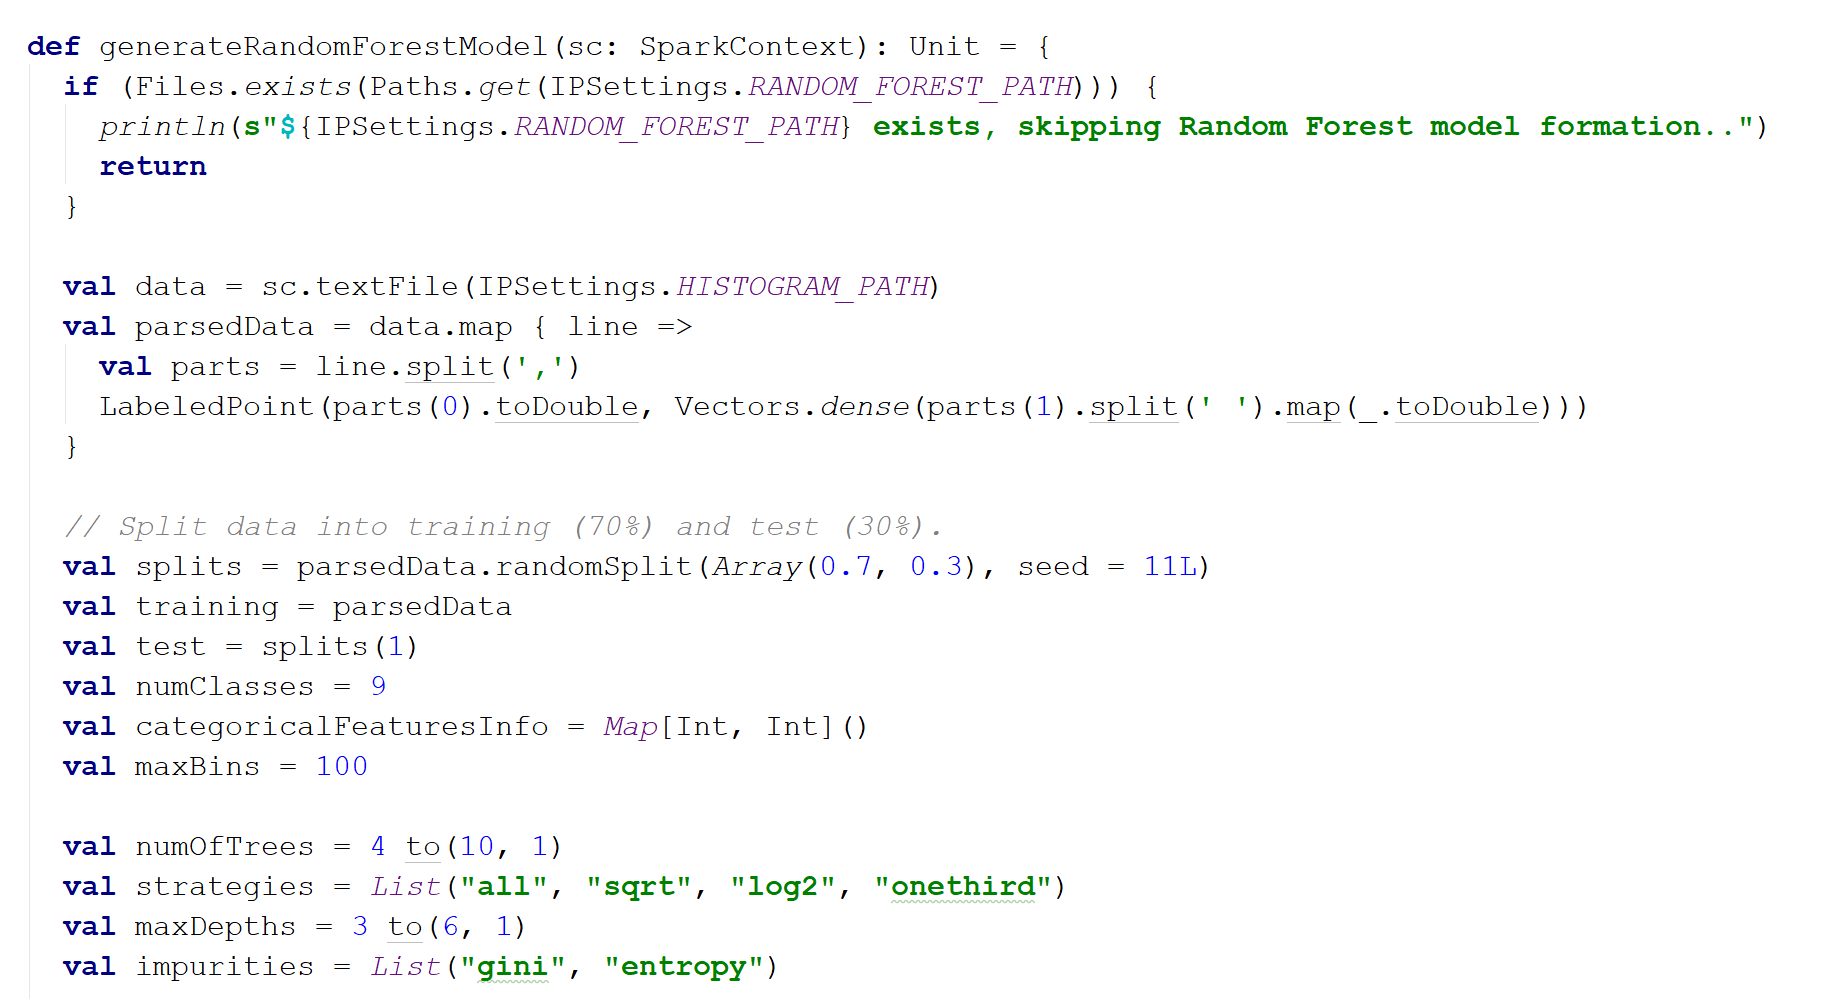 def generateRandomForestModel(sc: SparkContext): Unit = {
  if (Files.exists(Paths.get(IPSettings.RANDOM_FOREST_PATH))) {
    println(s"${IPSettings.RANDOM_FOREST_PATH} exists, skipping Random Forest model formation..")
    return
  }

  val data = sc.textFile(IPSettings.HISTOGRAM_PATH)
  val parsedData = data.map { line =>
    val parts = line.split(',')
    LabeledPoint(parts(0).toDouble, Vectors.dense(parts(1).split(' ').map(_.toDouble)))
  }

  // Split data into training (70%) and test (30%).
  val splits = parsedData.randomSplit(Array(0.7, 0.3), seed = 11L)
  val training = parsedData
  val test = splits(1)
  val numClasses = 9
  val categoricalFeaturesInfo = Map[Int, Int]()
  val maxBins = 100

  val numOfTrees = 4 to(10, 1)
  val strategies = List("all", "sqrt", "log2", "onethird")
  val maxDepths = 3 to(6, 1)
  val impurities = List("gini", "entropy")